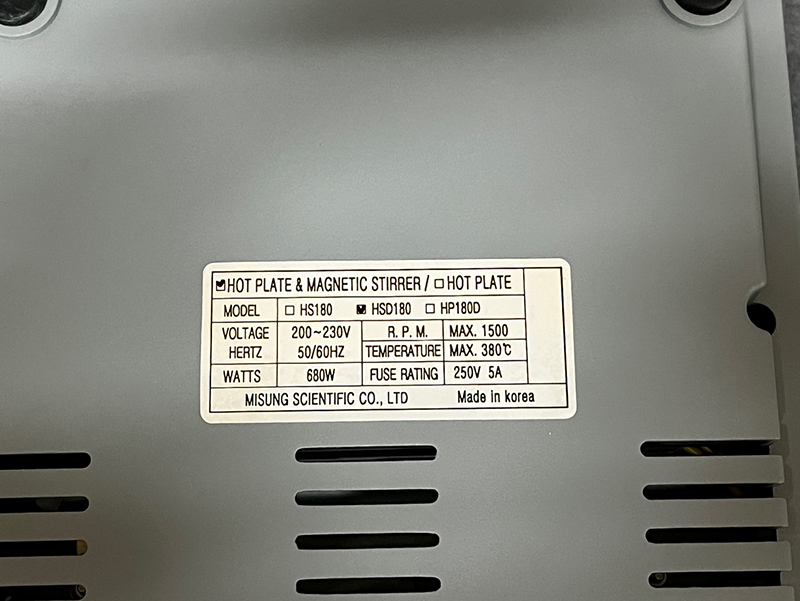 ☑HOT PLATE & MAGNETIC STIRRER / ☐HOT PLATE
MODEL ☐ HS180 ☑ HSD180 ☐ HP180D
VOLTAGE 200~230V R. P. M. MAX. 1500
HERTZ 50/60HZ TEMPERATURE MAX. 380℃
WATTS 680W FUSE RATING 250V 5A
MISUNG SCIENTIFIC CO., LTD Made in korea